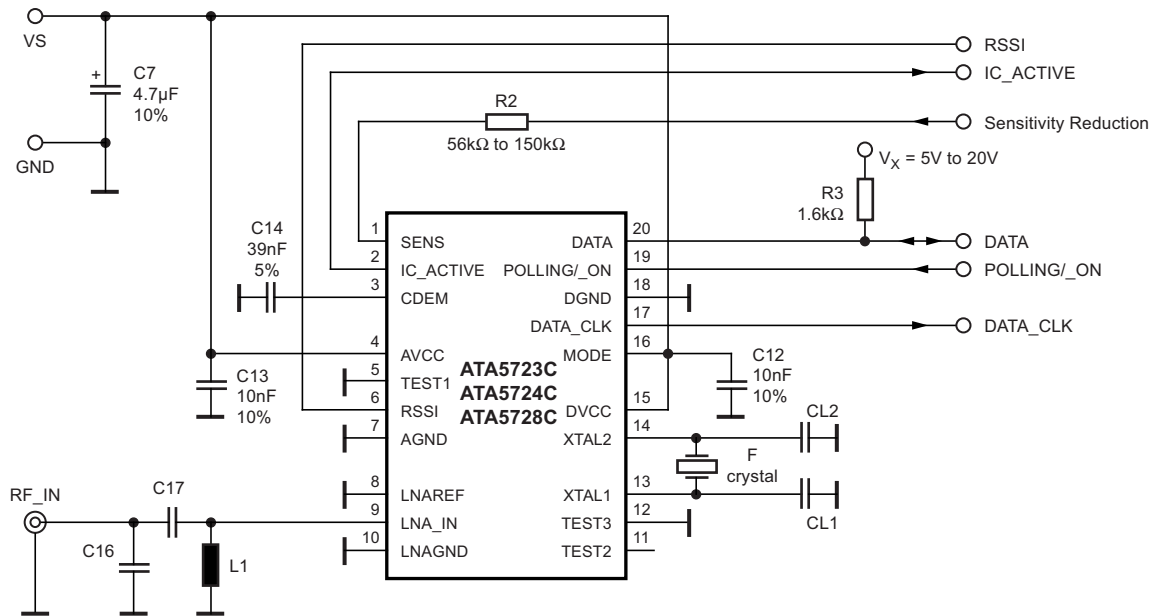 VS
GND
+
C7
4.7µF
10%
RSSI
IC_ACTIVE
R2
56kΩ to 150kΩ
Sensitivity Reduction
VX = 5V to 20V
R3
1.6kΩ
C14
39nF
5%
1
SENS
2
IC_ACTIVE
3
CDEM
4
AVCC
5
TEST1
6
RSSI
7
AGND
8
LNAREF
9
LNA_IN
10
LNAGND
ATA5723C
ATA5724C
ATA5728C
DATA
20
POLLING/_ON
19
DGND
18
DATA_CLK
17
MODE
16
DVCC
15
XTAL2
14
XTAL1
13
TEST3
12
TEST2
11
DATA
POLLING/_ON
DATA_CLK
C13
10nF
10%
C12
10nF
10%
CL2
F
crystal
CL1
RF_IN
C17
C16
L1